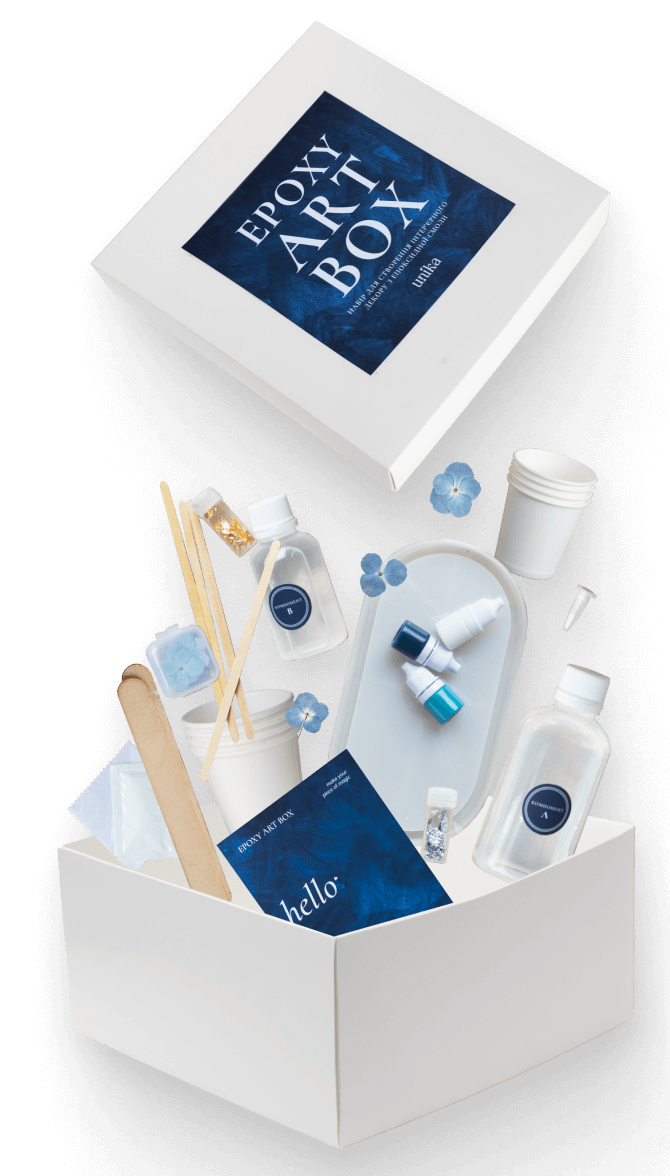 EPOXY
ART
BOX
НАБІР ДЛЯ СТВОРЕННЯ ІНТЕР'ЄРНОГО
ДЕКОРУ З ЕПОКСИДНОЇ СМОЛИ
unika
КОМПОНЕНТ
B
make your
piece of magic
EPOXY ART BOX
hello
КОМПОНЕНТ
A